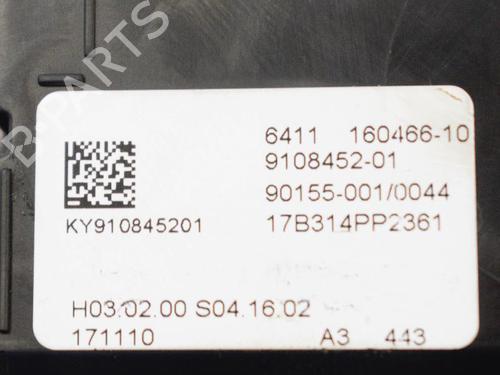 B-PARTS
6411 160466-10
9108452-01
90155-001/0044
KY910845201 17B314PP2361
H03.02.00 S04.16.02
171110 A3 443